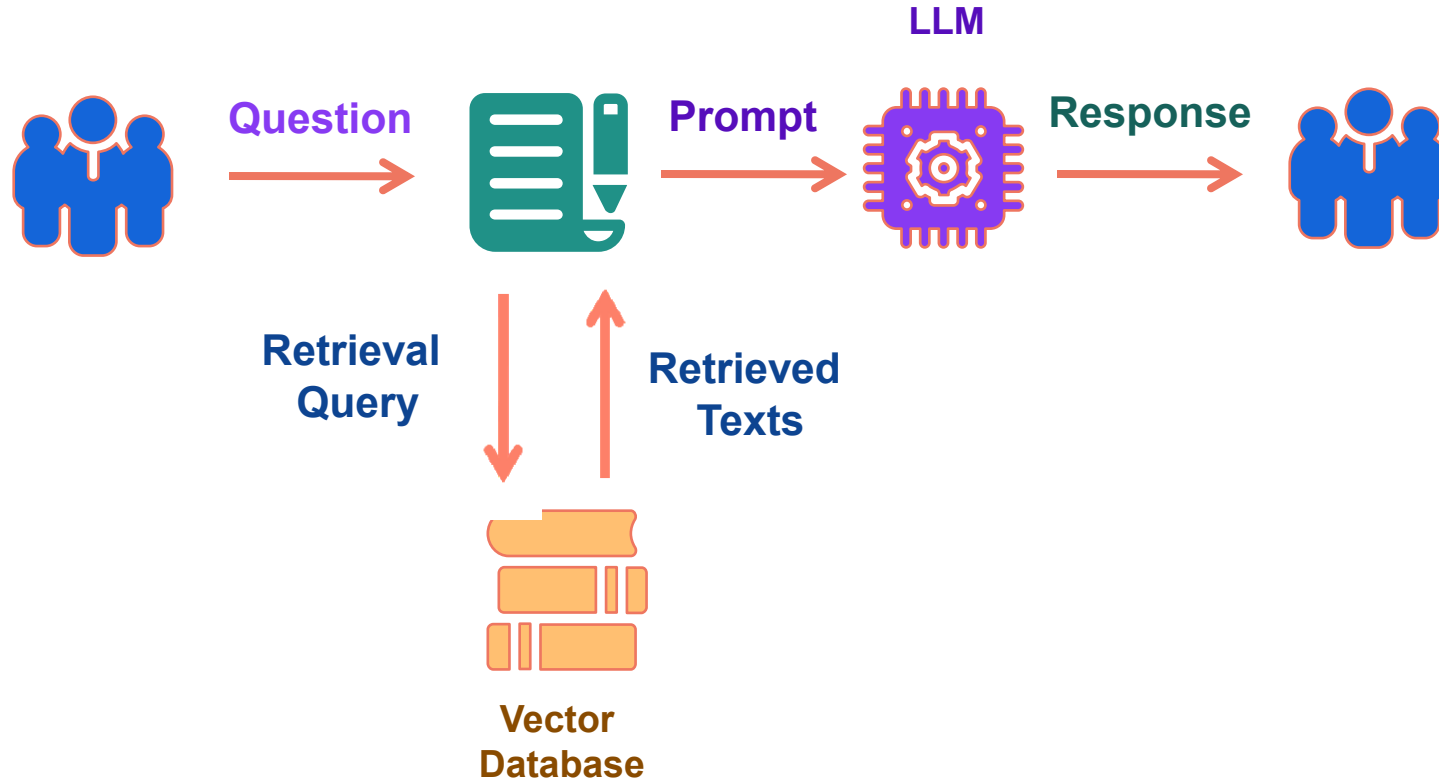 LLM
Question
Prompt
Response
Retrieval
Query
Retrieved
Texts
Vector
Database